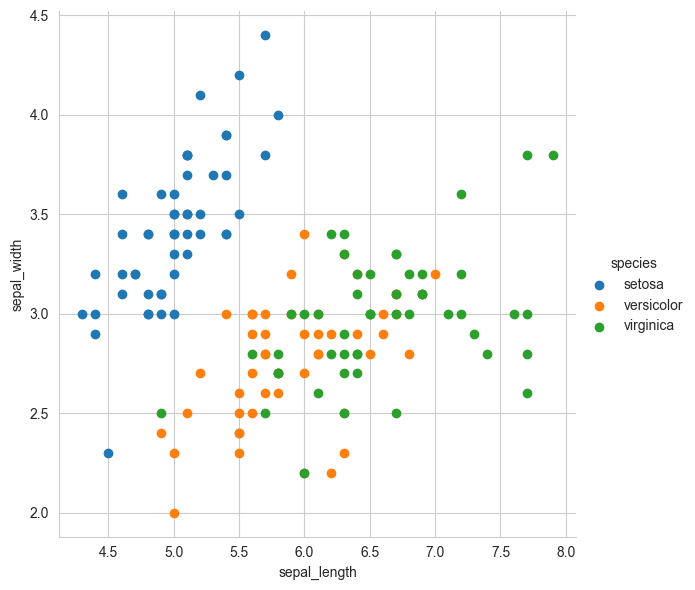 4.5
4.0
3.5
3.0
2.5
2.0
sepal_width
4.5 5.0 5.5 6.0 6.5 7.0 7.5 8.0
sepal_length
species
setosa
versicolor
virginica